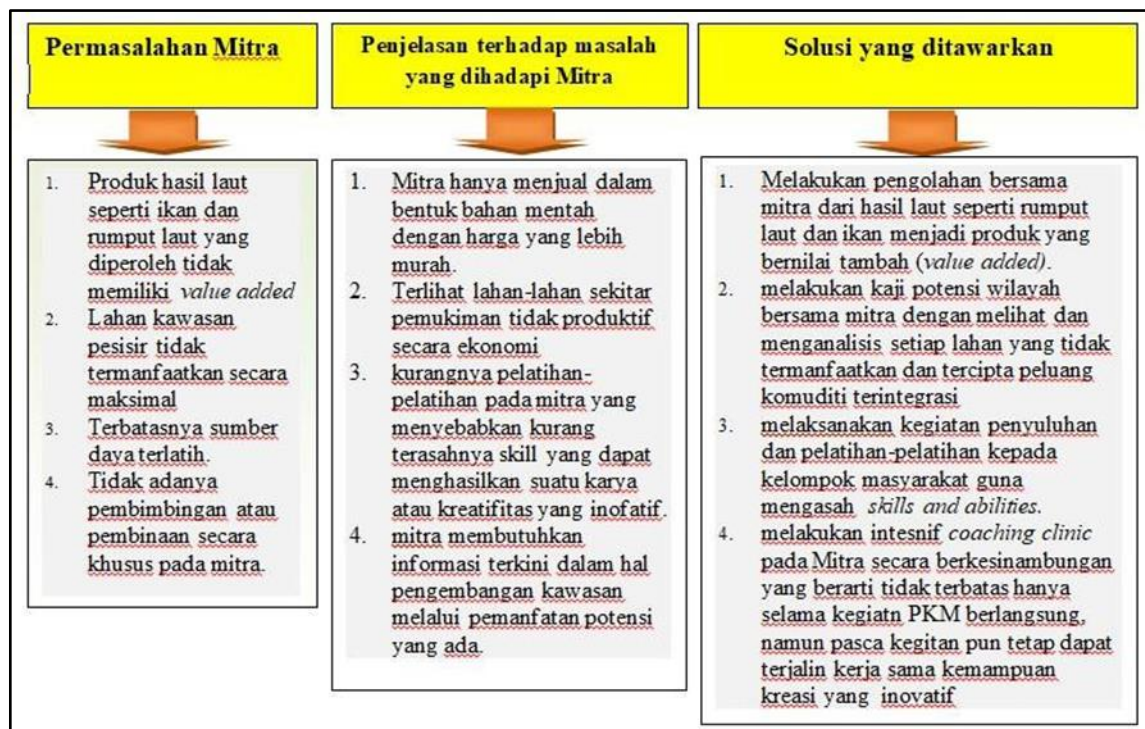 Permasalahan Mitra
1. Produk hasil laut
seperti ikan dan
rumput laut yang
diperoleh tidak
memiliki value added
2. Lahan kawasan
pesisir tidak
termanfaatkan secara
maksimal
3. Terbatasnya sumber
daya terlatih.
4. Tidak adanya
pembimbingan atau
pembinaan secara
khusus pada mitra.
Penjelasan terhadap masalah
yang dihadapi Mitra
1. Mitra hanya menjual dalam
bentuk bahan mentah
dengan harga yang lebih
murah.
2. Terlihat lahan-lahan sekitar
pemukiman tidak produktif
secara ekonomi
3. kurangnya pelatihan-
pelatihan pada mitra yang
menyebabkan kurang
terasahnya skill yang dapat
menghasilkan suatu karya
atau kreatifitas yang inofatif.
4. mitra membutuhkan
informasi terkini dalam hal
pengembangan kawasan
melalui pemanfatan potensi
yang ada.
Solusi yang ditawarkan
1. Melakukan pengolahan bersama
mitra dari hasil laut seperti rumput
laut dan ikan menjadi produk yang
bernilai tambah (value added).
2. melakukan kaji potensi wilayah
bersama mitra dengan melihat dan
menganalisis setiap lahan yang tidak
termanfaatkan dan tercipta peluang
komuditi terintegrasi
3. melaksanakan kegiatan penyuluhan
dan pelatihan-pelatihan kepada
kelompok masyarakat guna
mengasah skills and abilities.
4. melakukan intesnif coaching clinic
pada Mitra secara berkesinambungan
yang berarti tidak terbatas hanya
selama kegiatn PKM berlangsung,
namun pasca kegitan pun tetap dapat
terjalin kerja sama kemampuan
kreasi yang inovatif